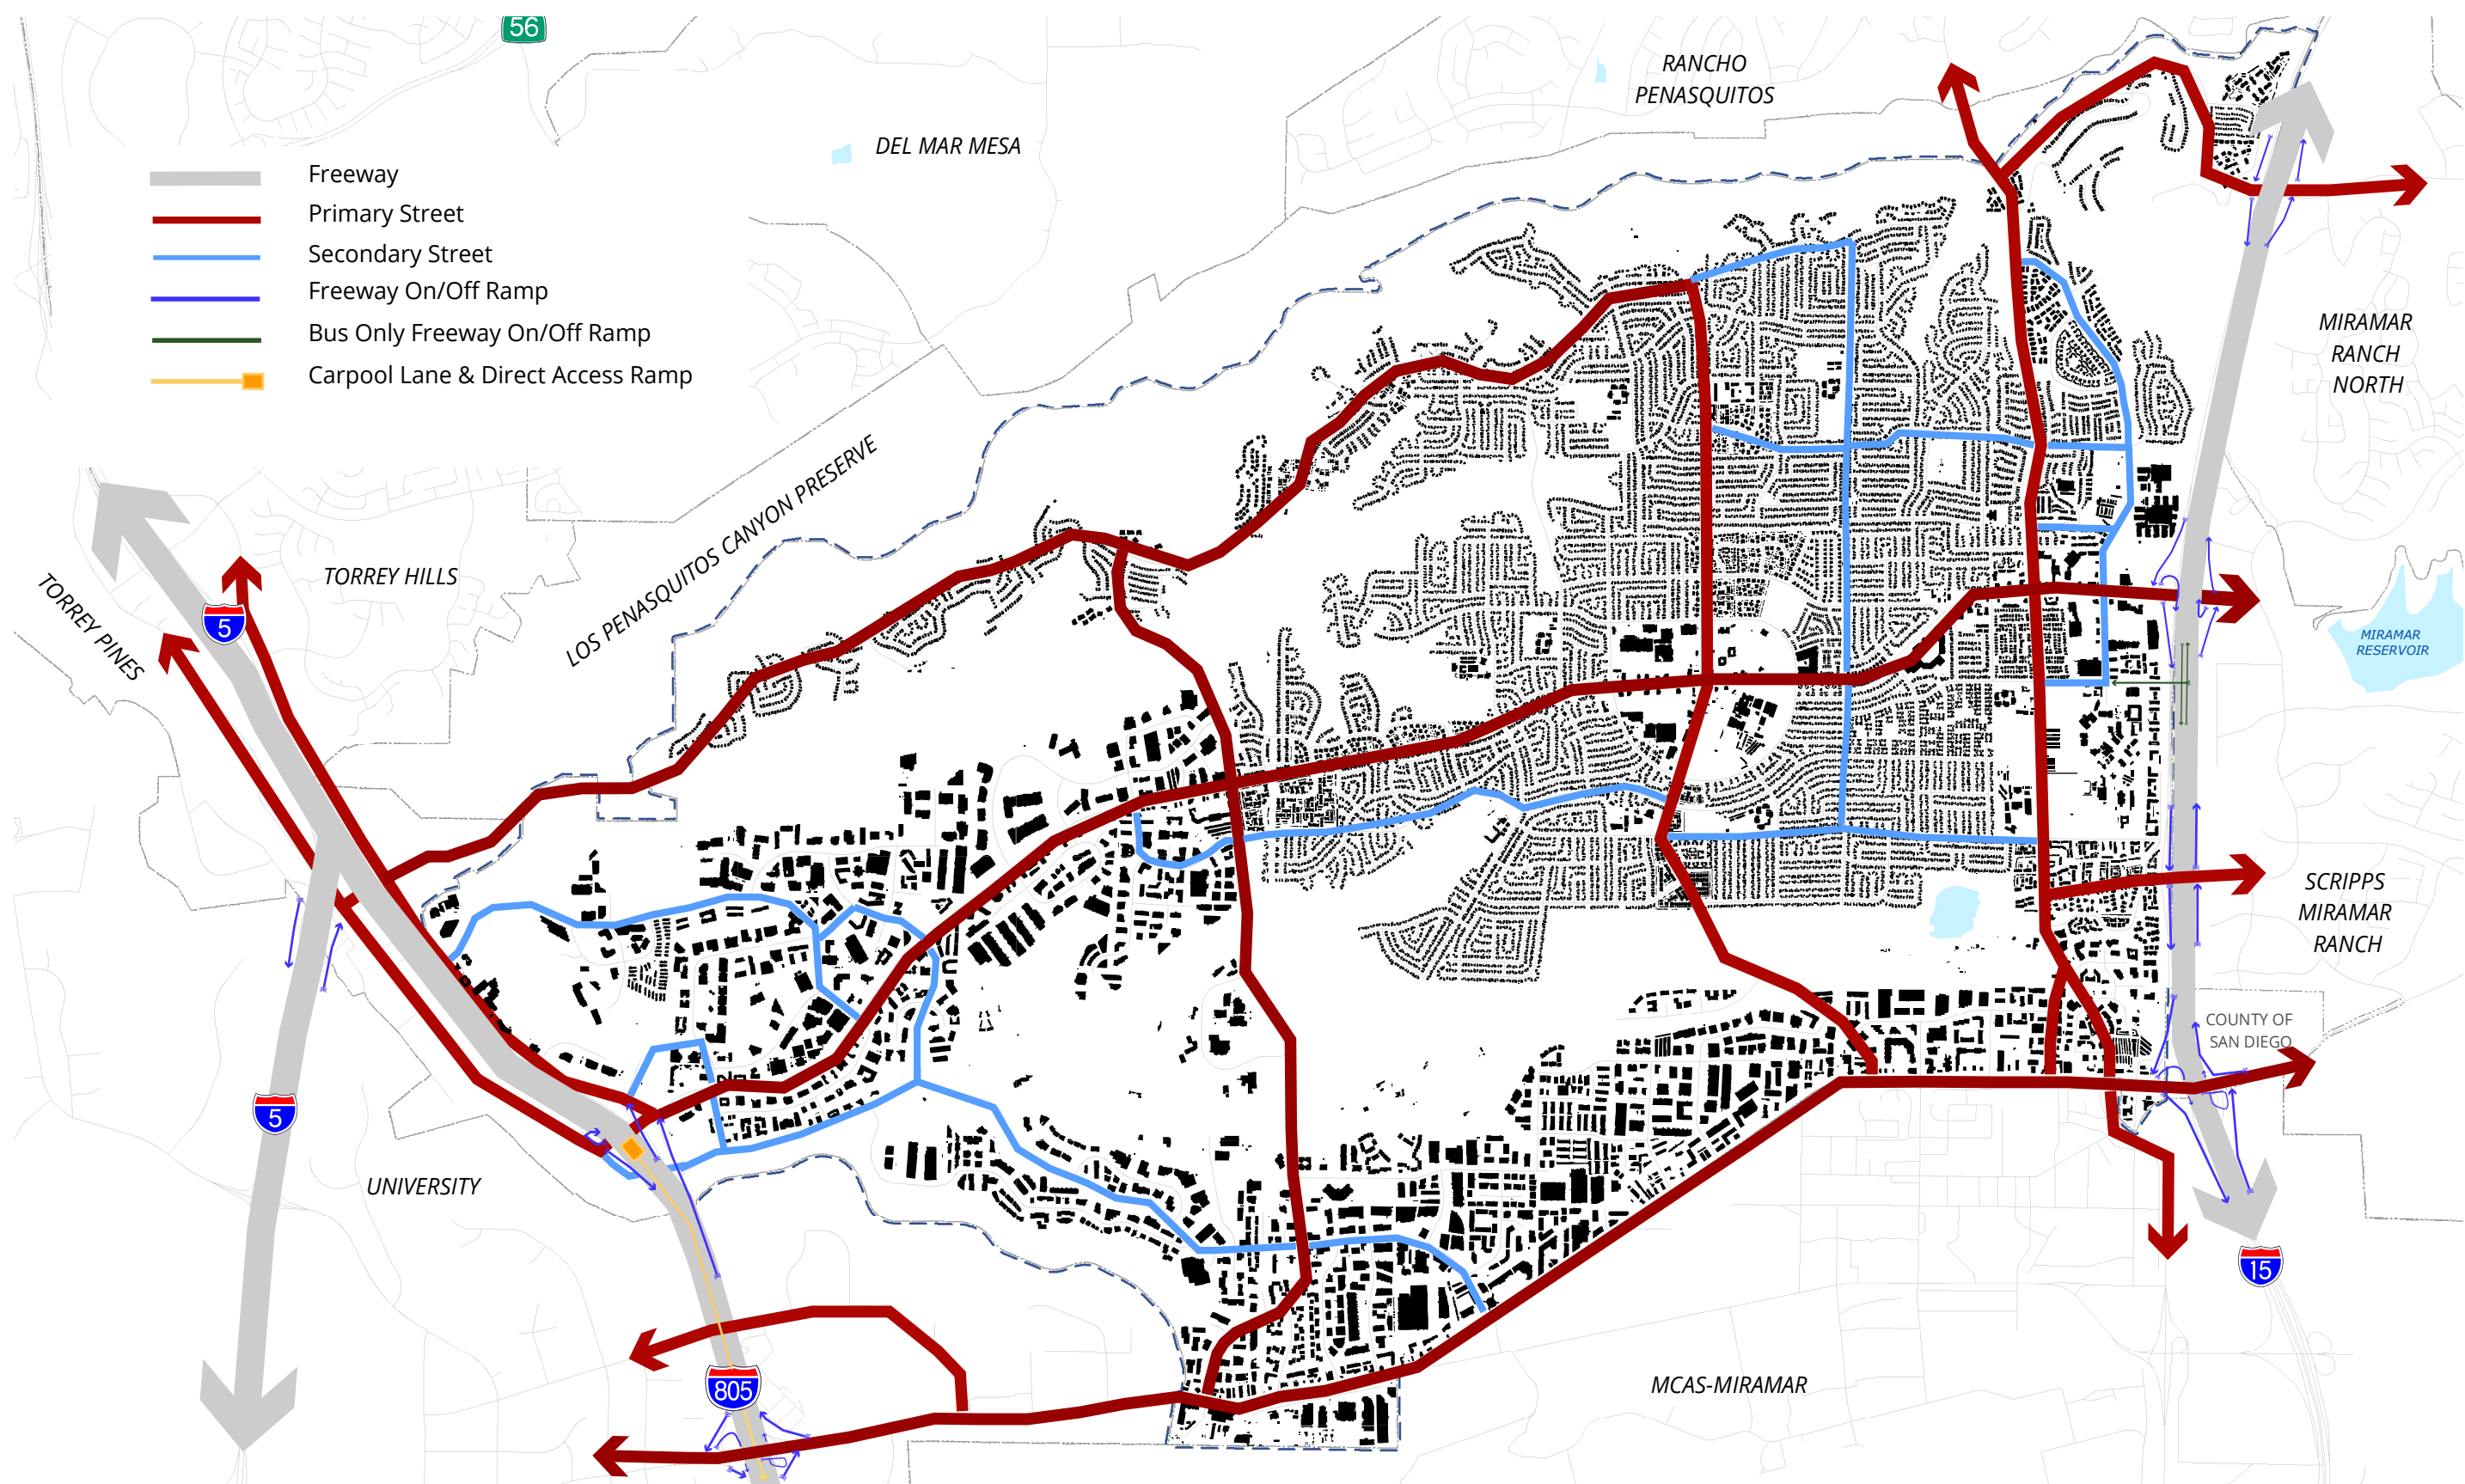 56
RANCHO
PENASQUITOS
DEL MAR MESA
Freeway
Primary Street
Secondary Street
Freeway On/Off Ramp
Bus Only Freeway On/Off Ramp
Carpool Lane & Direct Access Ramp
MIRAMAR
RANCH
NORTH
LOS PENASQUITOS CANYON PRESERVE
TORREY HILLS
TORREY PINES
5
MIRAMAR
RESERVOIR
SCRIPPS
MIRAMAR
RANCH
COUNTY OF
SAN DIEGO
5
UNIVERSITY
15
805
MCAS-MIRAMAR